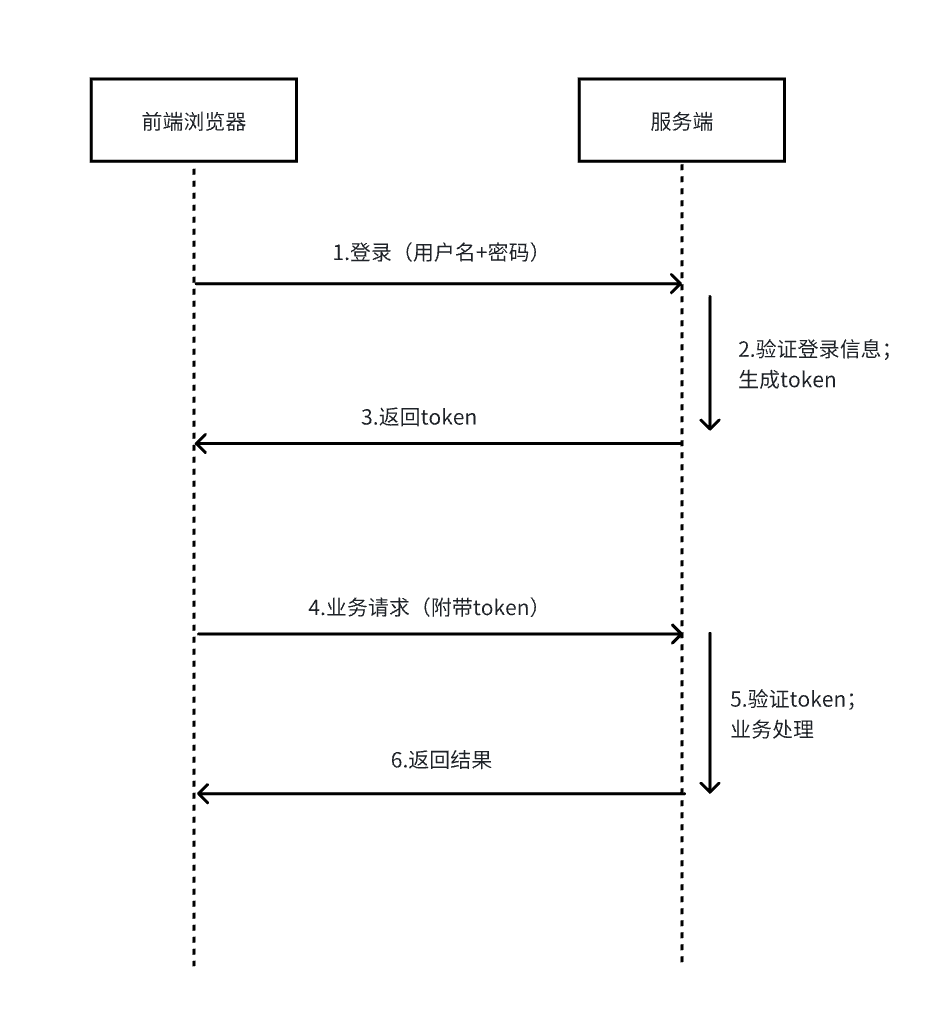 前端浏览器
服务端
1.登录（用户名+密码）
2.验证登录信息；
生成token
3.返回token
4.业务请求（附带token）
5.验证token；
业务处理
6.返回结果